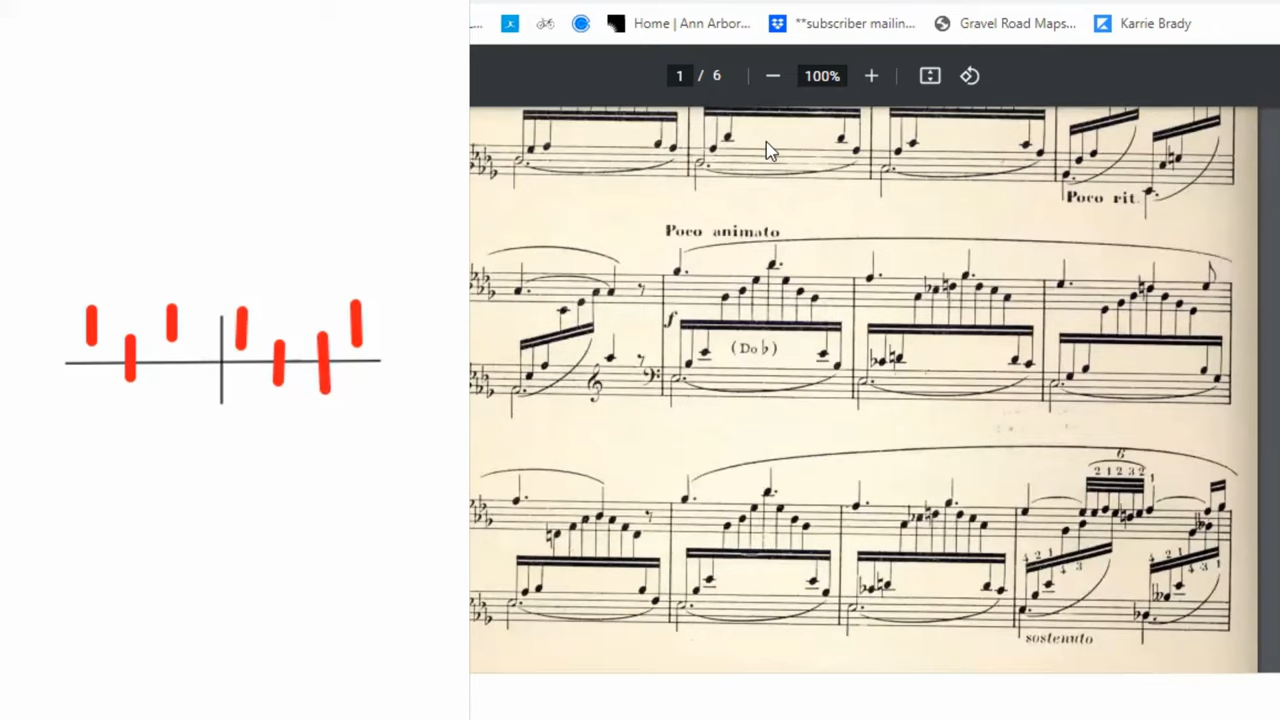 Home | Ann Arbor...
**subscriber mailin...
Gravel Road Maps...
Karrie Brady
1 / 6
100%
Poco rit.
Poco animato
f
(Do♭)
6
2 1 2 3 2 1
4 2 1
4 3
4 2 1
4 3 1
sostenuto